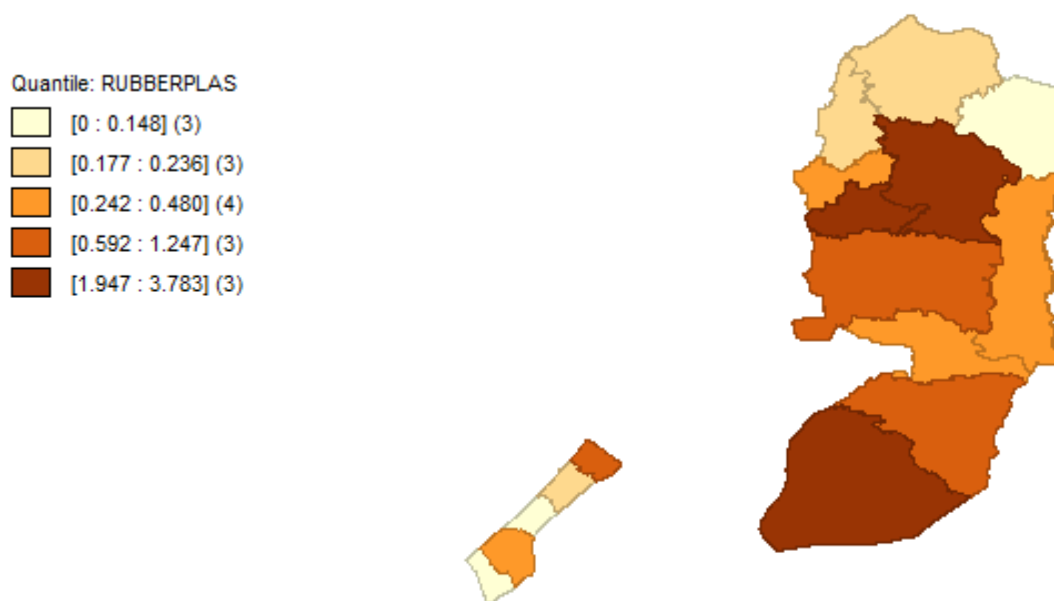 Quantile: RUBBERPLAS
[0 : 0.148] (3)
[0.177 : 0.236] (3)
[0.242 : 0.480] (4)
[0.592 : 1.247] (3)
[1.947 : 3.783] (3)